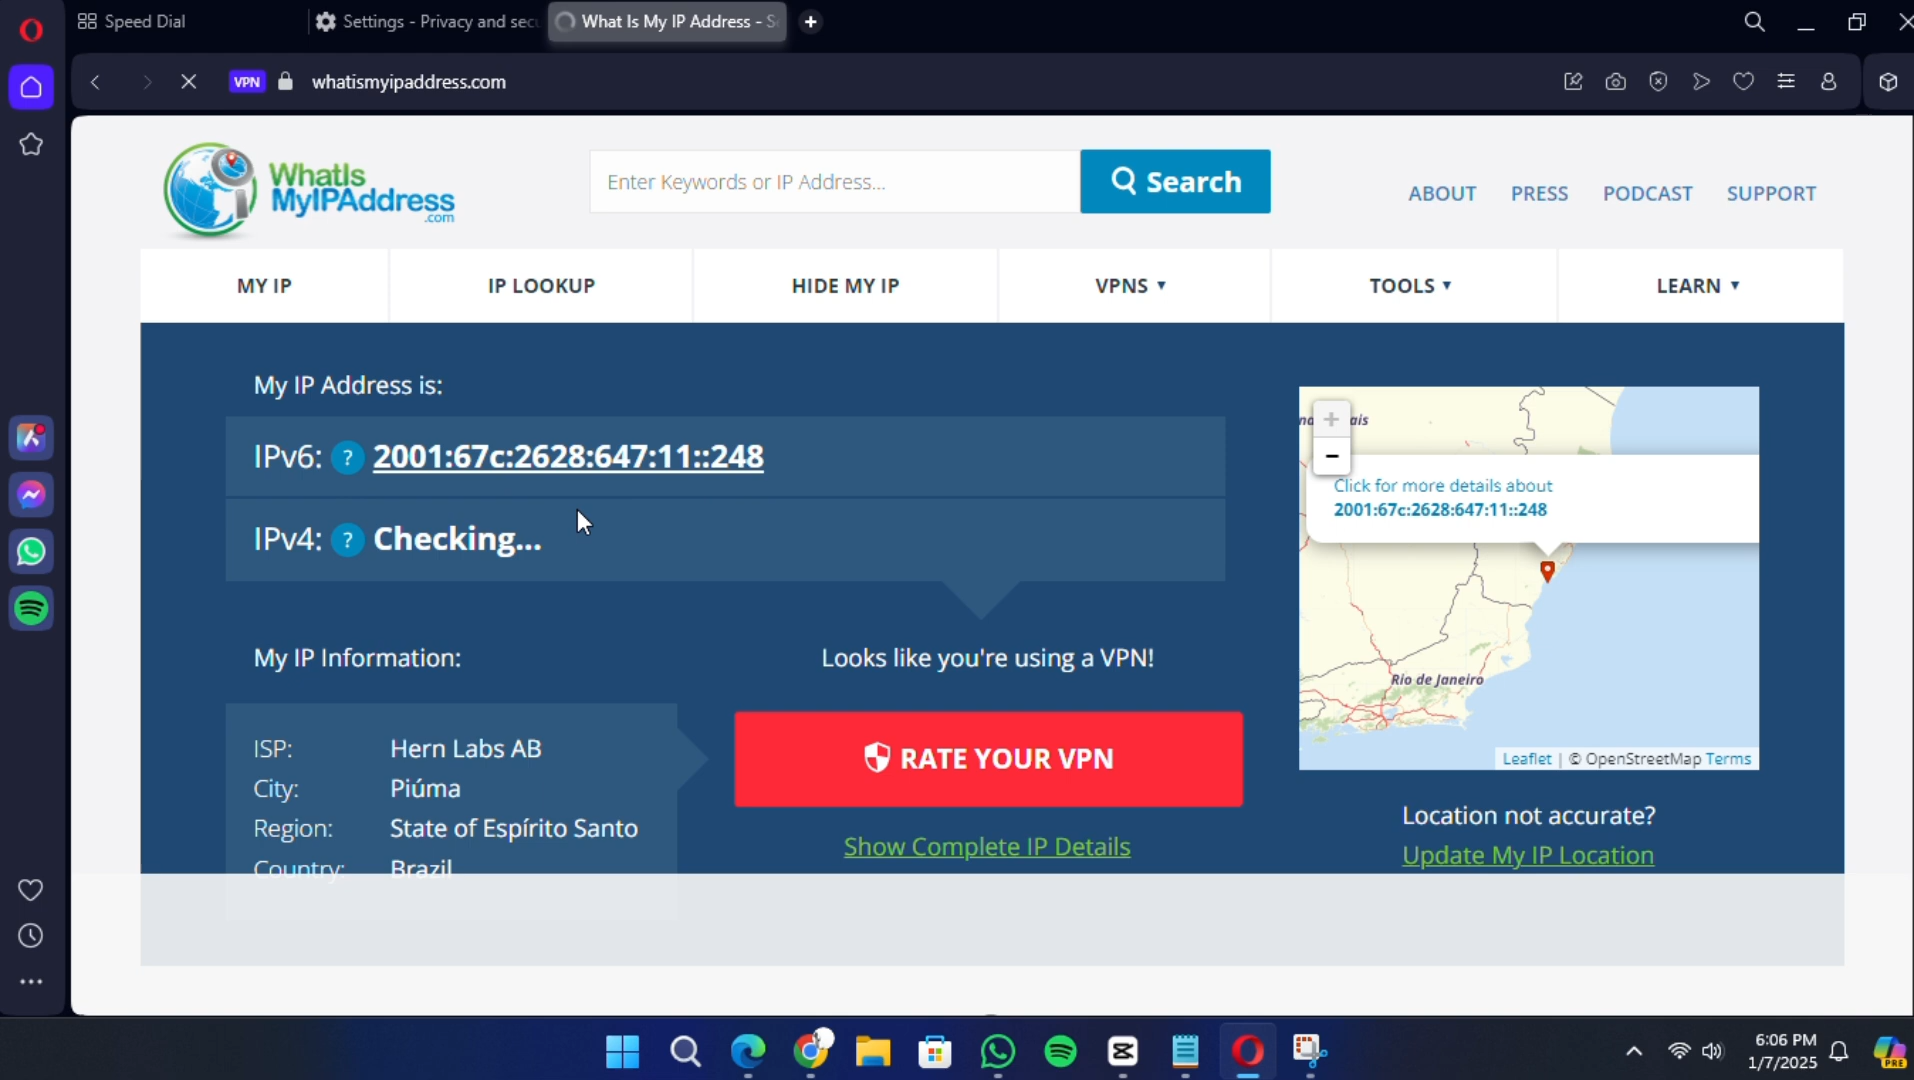 Speed Dial
Settings - Privacy and sec
What Is My IP Address - S
VPN
whatismyipaddress.com
WhatIs
MyIPAddress
.com
Enter Keywords or IP Address...
Search
ABOUT
PRESS
PODCAST
SUPPORT
MY IP
IP LOOKUP
HIDE MY IP
VPNS ▼
TOOLS ▼
LEARN ▼
My IP Address is:
IPv6: ? 2001:67c:2628:647:11::248
IPv4: ? Checking...
My IP Information:
ISP: Hern Labs AB
City: Piúma
Region: State of Espírito Santo
Country: Brazil
Looks like you're using a VPN!
RATE YOUR VPN
Show Complete IP Details
+
ais
−
Click for more details about
2001:67c:2628:647:11::248
Rio de Janeiro
Leaflet | © OpenStreetMap Terms
Location not accurate?
Update My IP Location
6:06 PM
1/7/2025
PRE